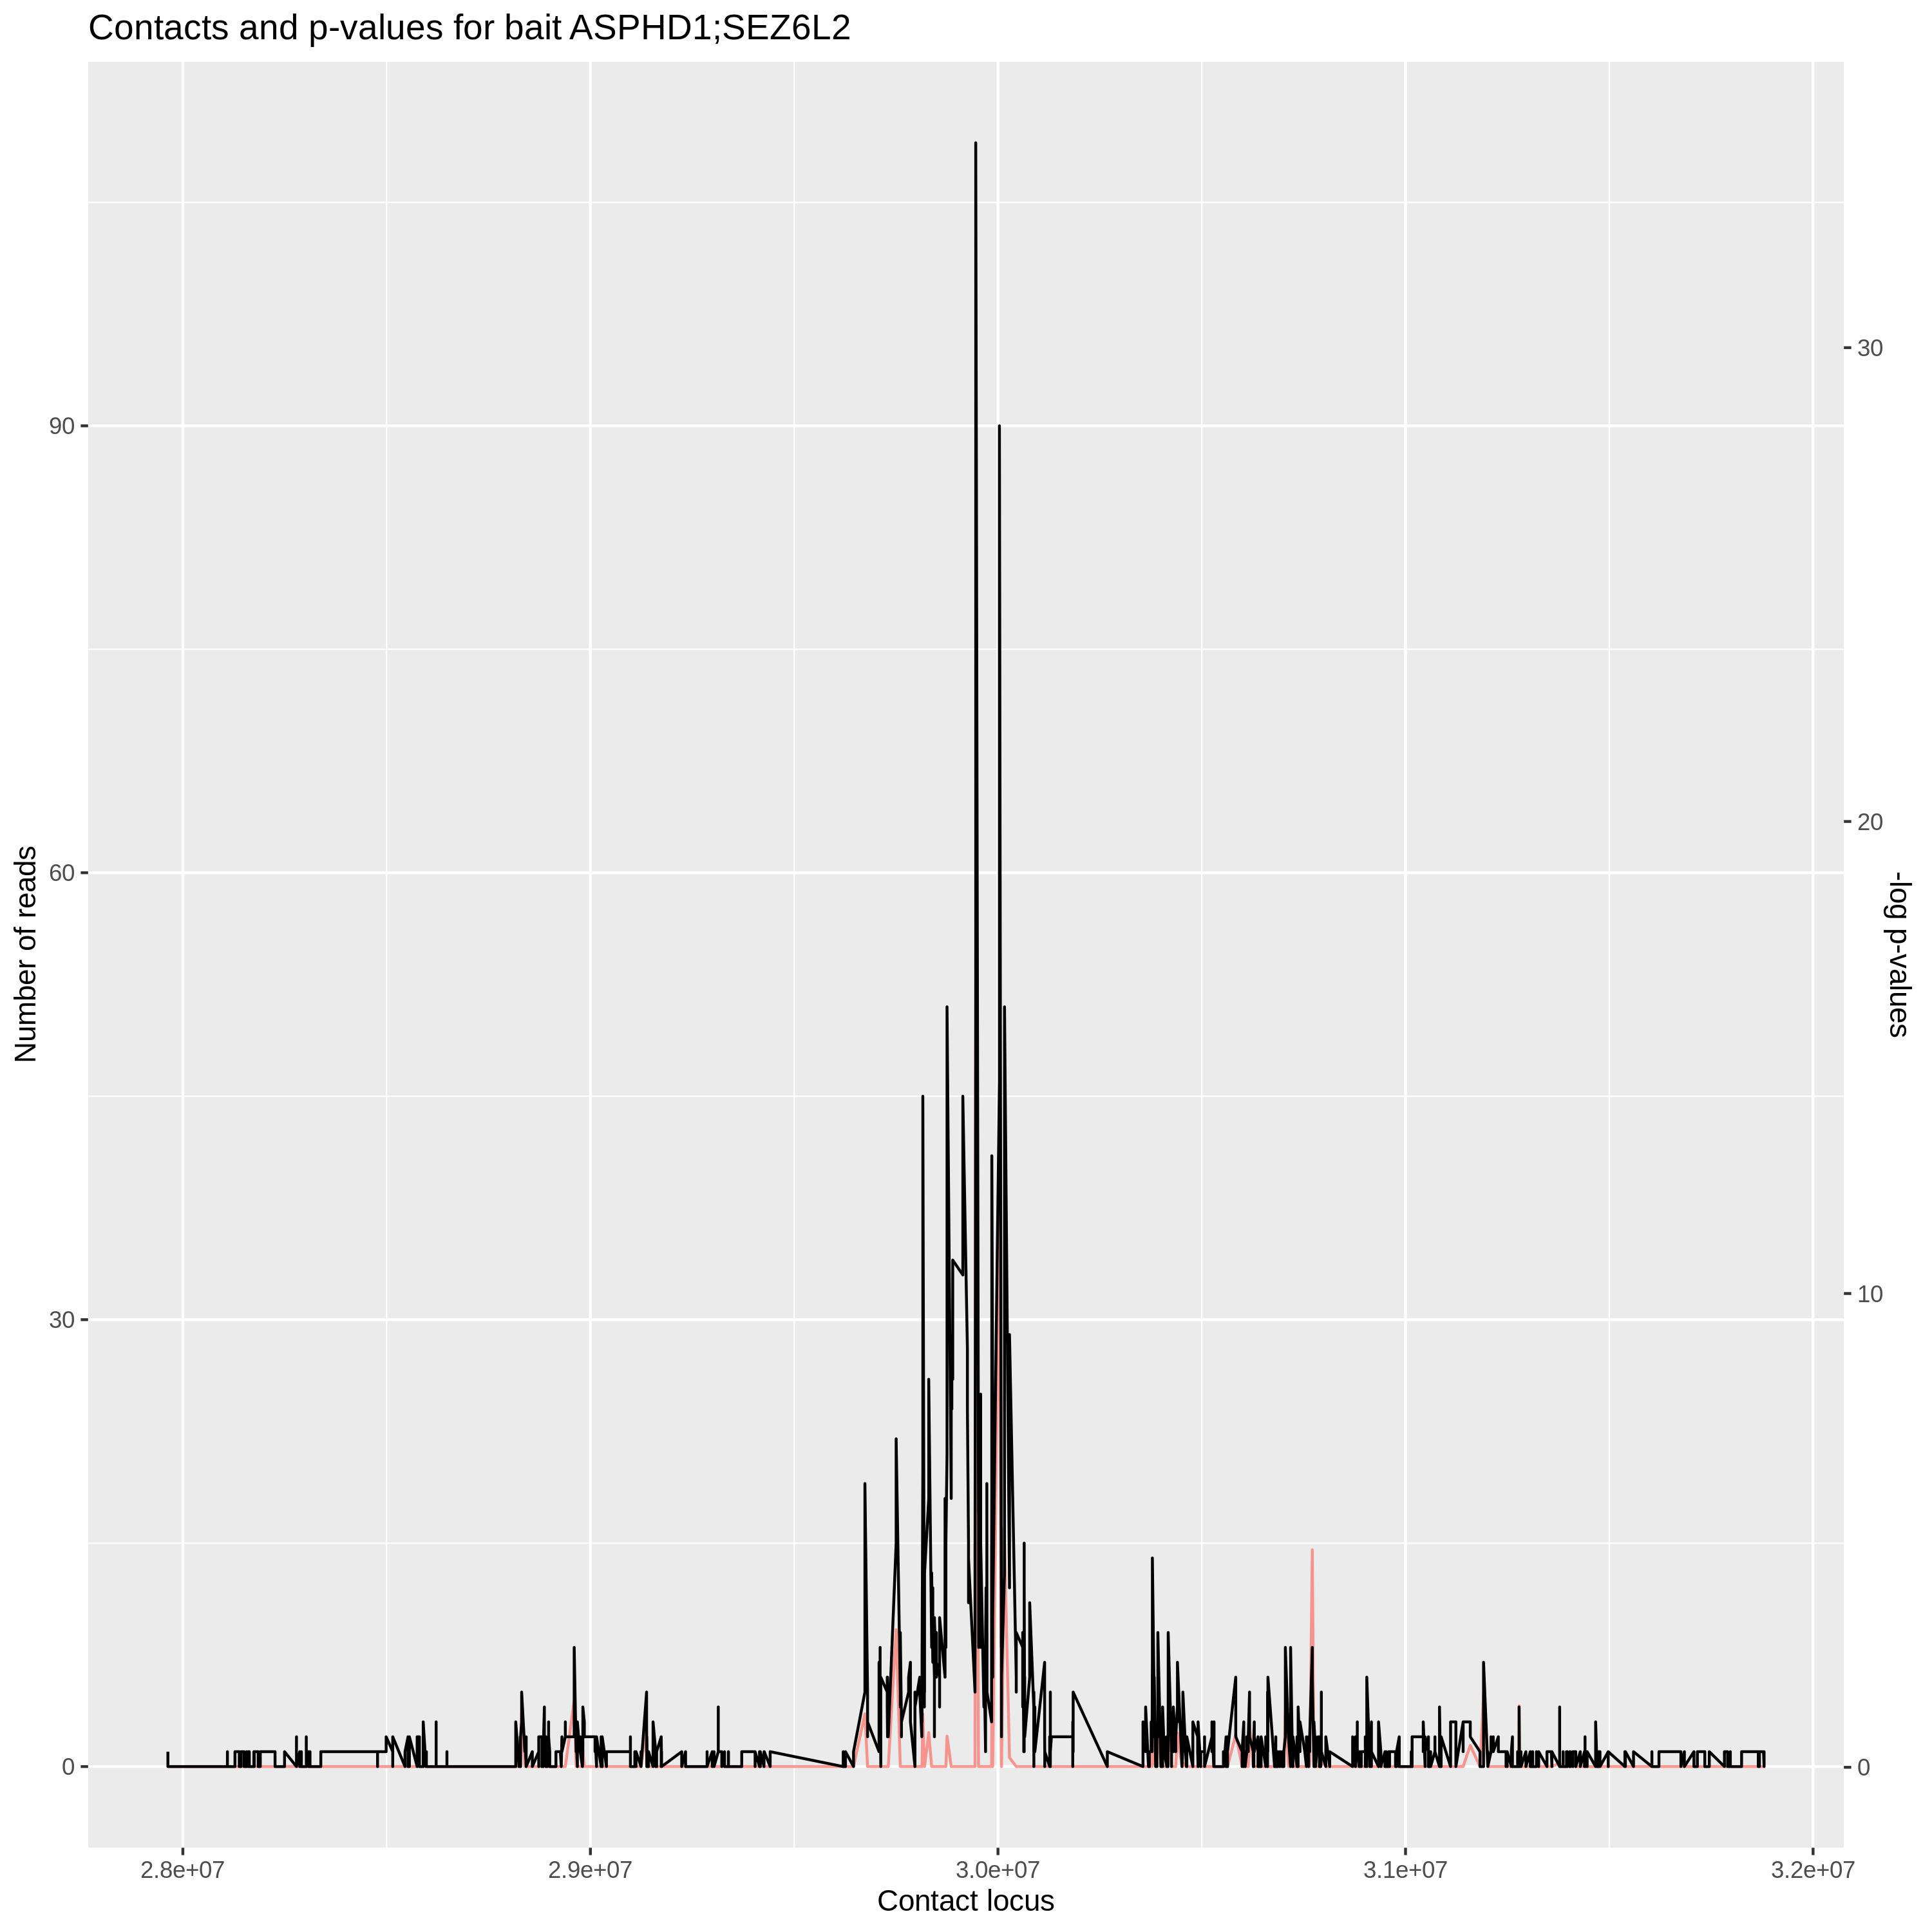 Contacts and p-values for bait ASPHD1;SEZ6L2
Number of reads
90
60
30
0
30
20
10
0
-log p-values
2.8e+07
2.9e+07
3.0e+07
3.1e+07
3.2e+07
Contact locus